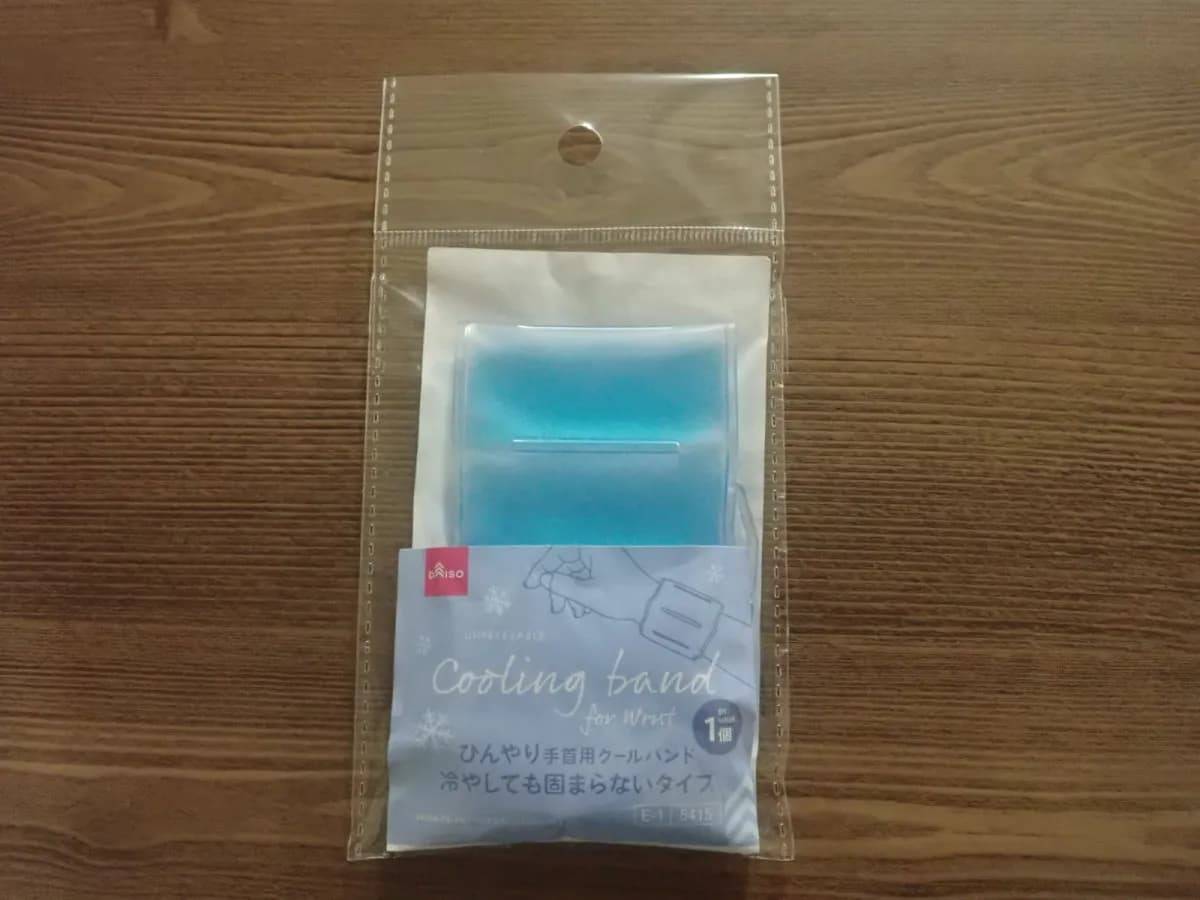 DAISO
Cooling band
for Wrist
1個
ひんやり手首用クールバンド
冷やしても固まらないタイプ
E-1 6415